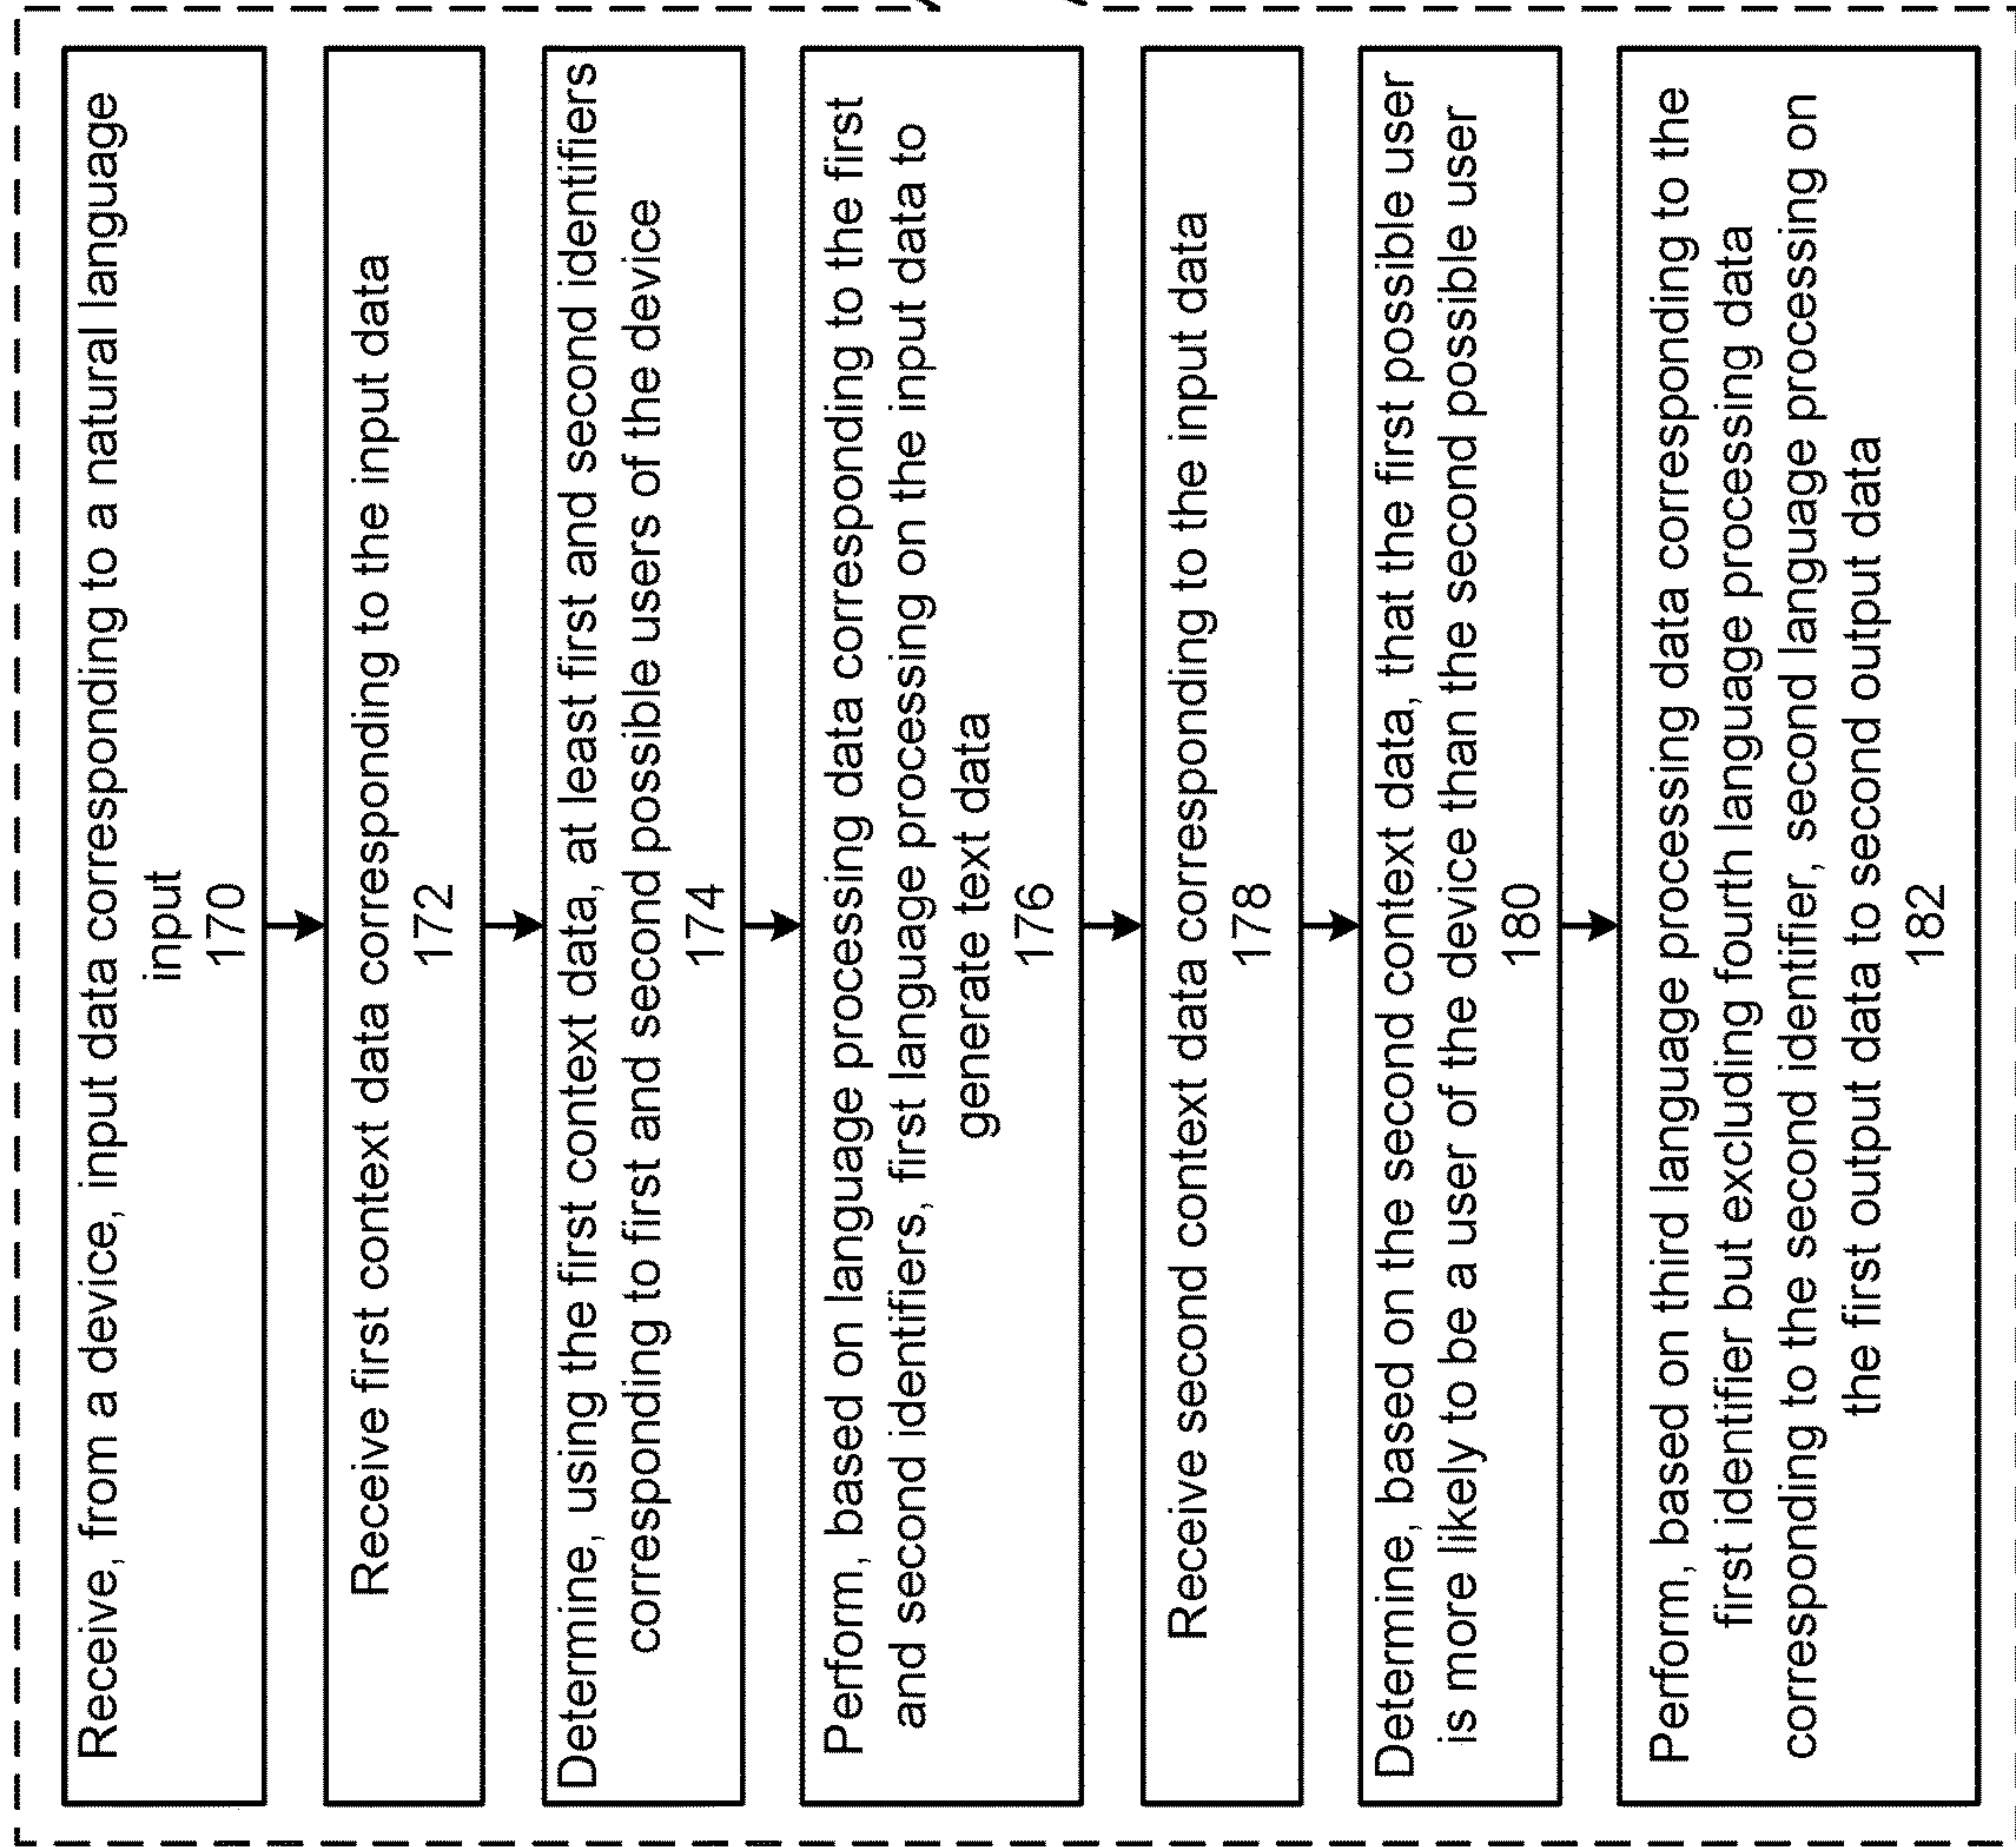 Receive, from a device, input data corresponding to a natural language
input
170
Receive first context data corresponding to the input data
172
Determine, using the first context data, at least first and second identifiers
corresponding to first and second possible users of the device
174
Perform, based on language processing data corresponding to the first
and second identifiers, first language processing on the input data to
generate text data
176
Receive second context data corresponding to the input data
178
Determine, based on the second context data, that the first possible user
is more likely to be a user of the device than the second possible user
180
Perform, based on third language processing data corresponding to the
first identifier but excluding fourth language processing data
corresponding to the second identifier, second language processing on
the first output data to second output data
182